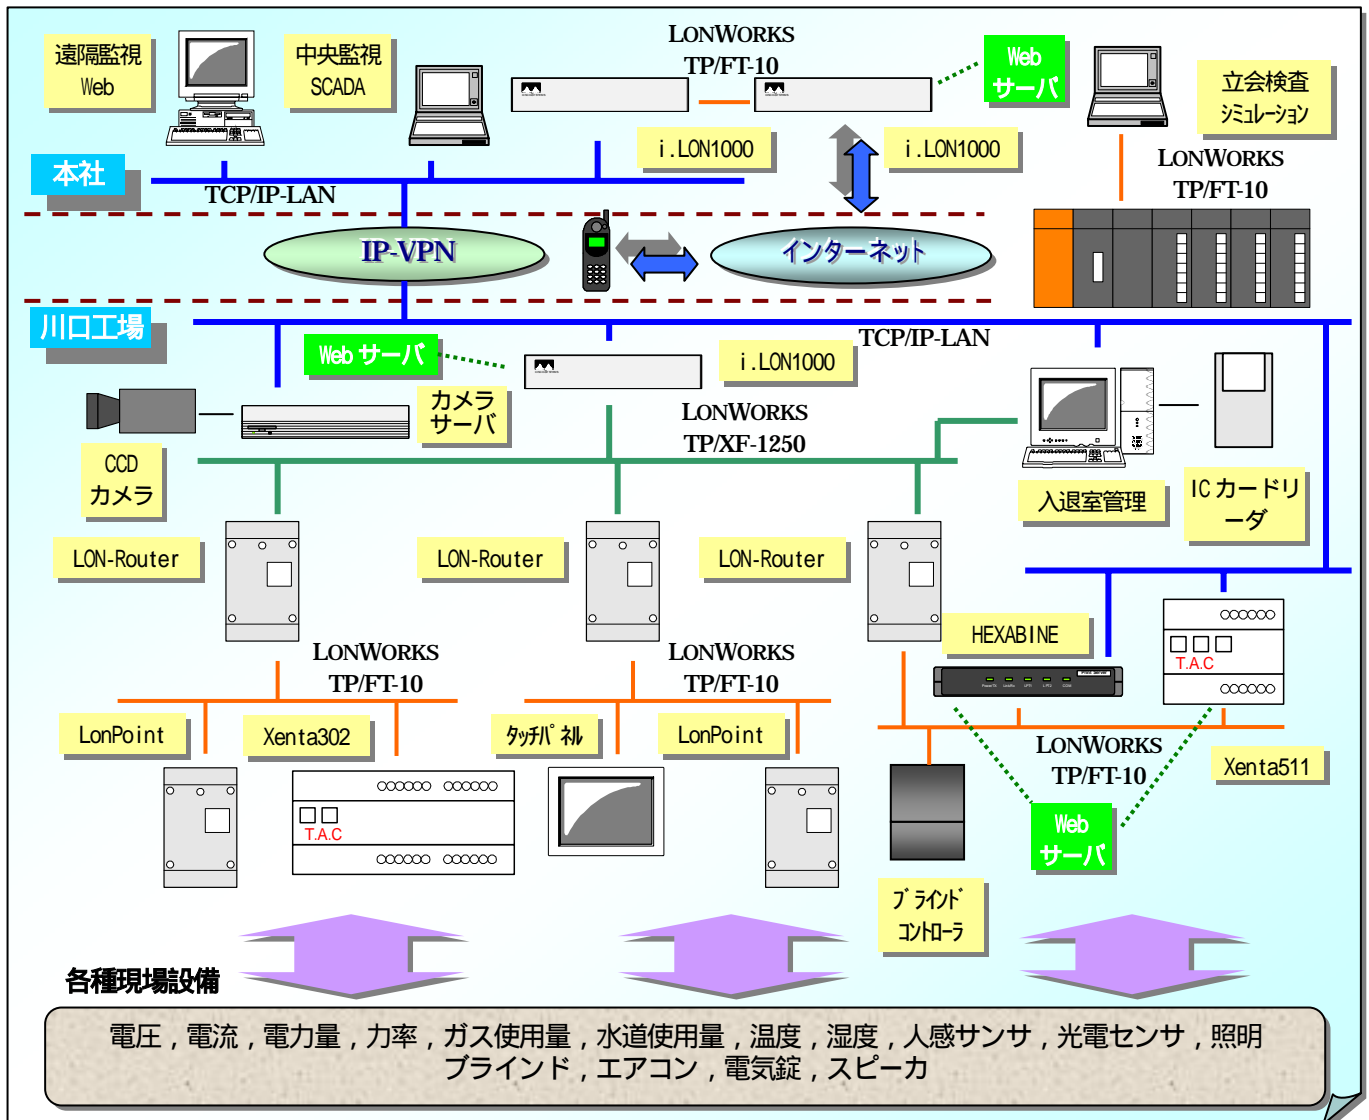 遠隔監視
Web
中央監視
SCADA
LONWORKS
TP/FT-10
Web
サーバ
立会検査
ｼﾐｭﾚｰｼｮﾝ
i.LON1000
i.LON1000
LONWORKS
TP/FT-10
本社
TCP/IP-LAN
IP-VPN
インターネット
川口工場
TCP/IP-LAN
Web サーバ
i.LON1000
カメラ
サーバ
LONWORKS
TP/XF-1250
CCD
カメラ
入退室管理
IC カードリ
ーダ
LON-Router
LON-Router
LON-Router
HEXABINE
T.A.C
LONWORKS
TP/FT-10
LONWORKS
TP/FT-10
LonPoint
Xenta302
ﾀｯﾁﾊﾟﾈﾙ
LonPoint
LONWORKS
TP/FT-10
Xenta511
T.A.C
Web
サーバ
ﾌﾞﾗｲﾝﾄﾞ
ｺﾝﾄﾛｰﾗ
各種現場設備
電圧，電流，電力量，力率，ガス使用量，水道使用量，温度，湿度，人感サンサ，光電センサ，照明
ブラインド，エアコン，電気錠，スピーカ